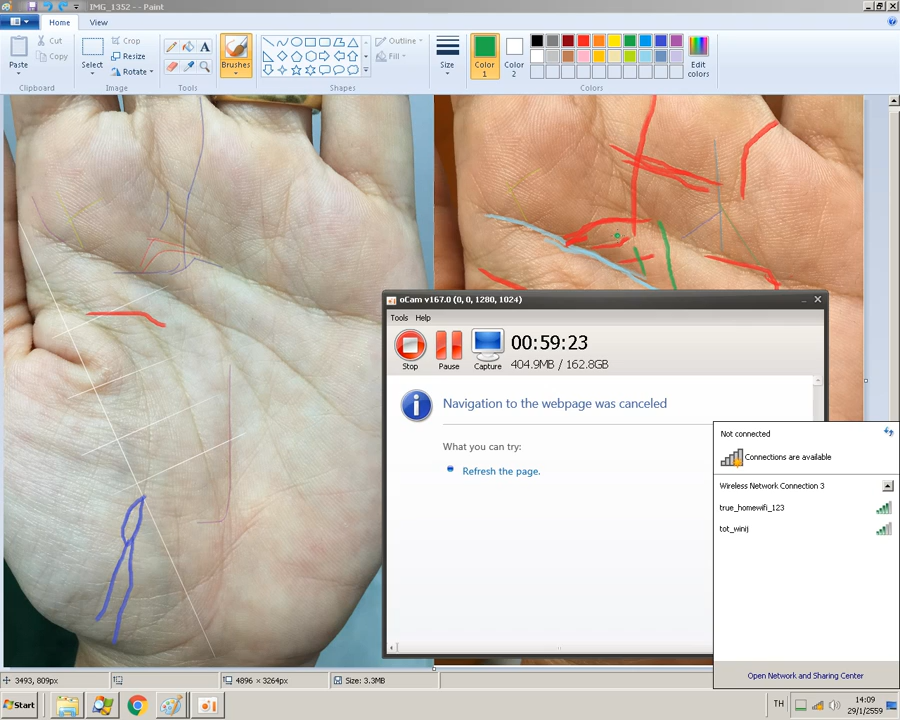 IMG_1352 - - Paint
Home
View
Paste
Cut
Copy
Clipboard
Select
Crop
Resize
Rotate
Image
A
Tools
Brushes
Outline
Fill
Shapes
Size
Color
1
Color
2
Edit
colors
Colors
oCam v167.0 (0, 0, 1280, 1024)
Tools Help
Stop
Pause
Capture
00:59:23
404.9MB / 162.8GB
Navigation to the webpage was canceled
What you can try:
Refresh the page.
Not connected
Connections are available
Wireless Network Connection 3
true_homewifi_123
tot_winij
Open Network and Sharing Center
3493, 809px
4896 × 3264px
Size: 3.3MB
Start
TH
14:09
29/1/2559